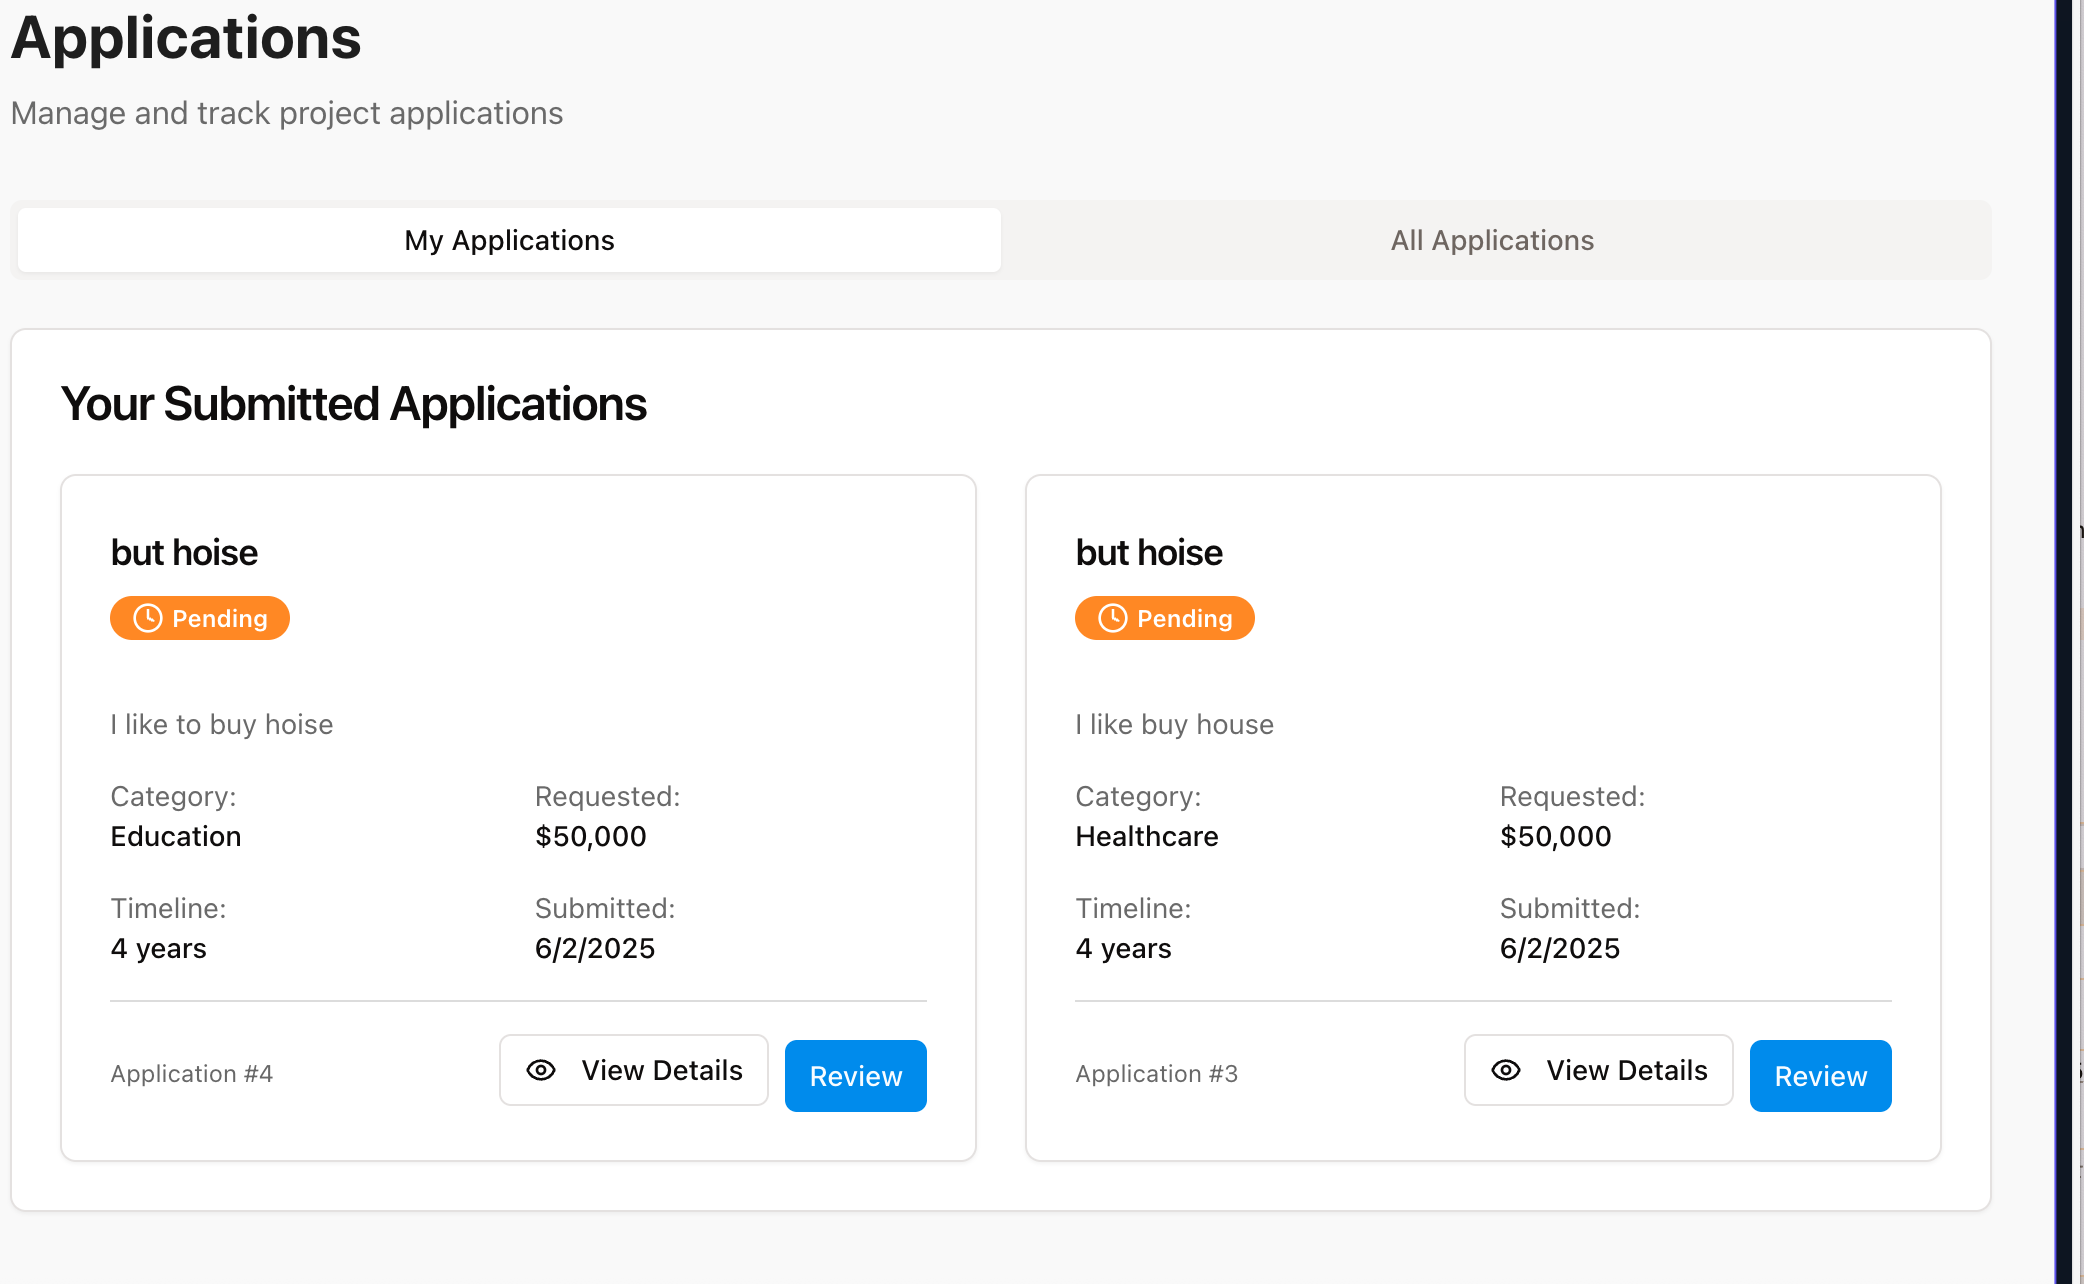 Applications
Manage and track project applications
My Applications
All Applications
Your Submitted Applications
but hoise
Pending
I like to buy hoise
Category:
Requested:
Education
$50,000
Timeline:
Submitted:
4 years
6/2/2025
Application #4
View Details
Review
but hoise
Pending
I like buy house
Category:
Requested:
Healthcare
$50,000
Timeline:
Submitted:
4 years
6/2/2025
Application #3
View Details
Review